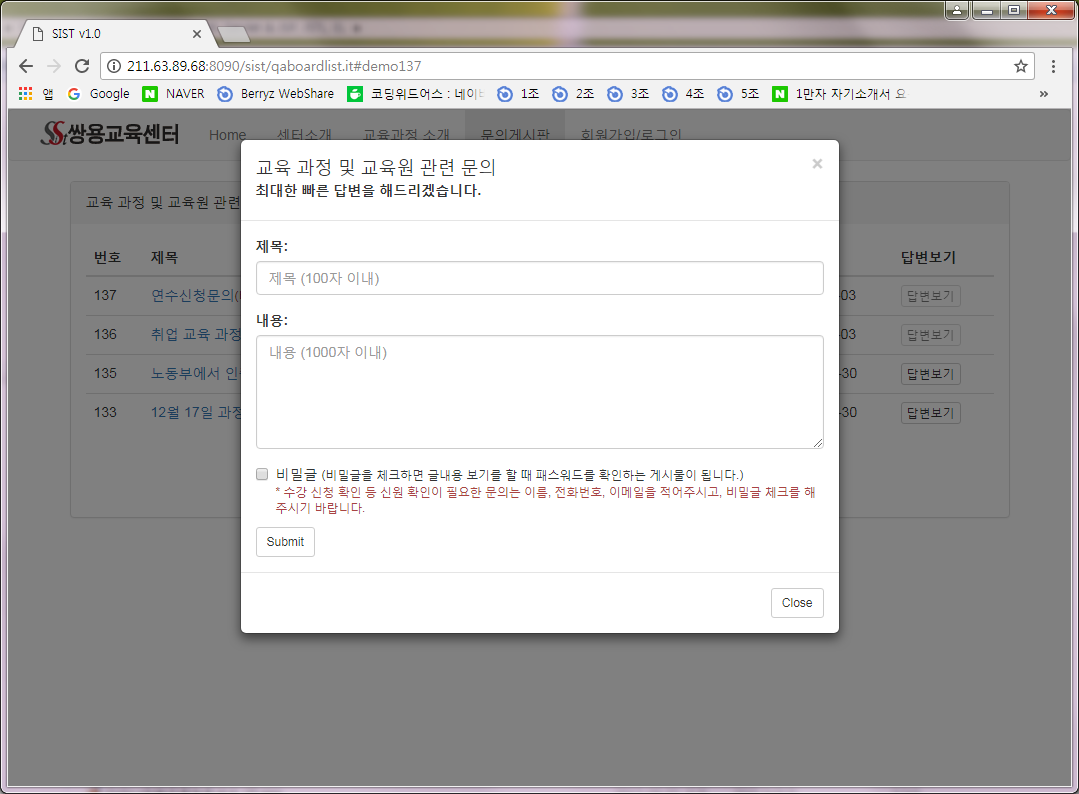 SIST v1.0
211.63.89.68:8090/sist/qaboardlist.it#demo137
앱 Google NAVER Berryz WebShare 코딩위드어스 : 네이 1조 2조 3조 4조 5조 1만자 자기소개서 요 »
쌍용교육센터 Home 센터소개 교육과정 소개 문의게시판 회원가입/로그인
교육 과정 및 교육원 관련 문의 ×
최대한 빠른 답변을 해드리겠습니다.
교육 과정 및 교육원 관련
번호 제목 답변보기
137 연수신청문의( -03 답변보기
136 취업 교육 과정 -03 답변보기
135 노동부에서 -30 답변보기
133 12월 17일 과정 -30 답변보기
제목:
제목 (100자 이내)
내용:
내용 (1000자 이내)
비밀글 (비밀글을 체크하면 글내용 보기를 할 때 패스워드를 확인하는 게시물이 됩니다.)
* 수강 신청 확인 등 신원 확인이 필요한 문의는 이름, 전화번호, 이메일을 적어주시고, 비밀글 체크를 해
주시기 바랍니다.
Submit
Close